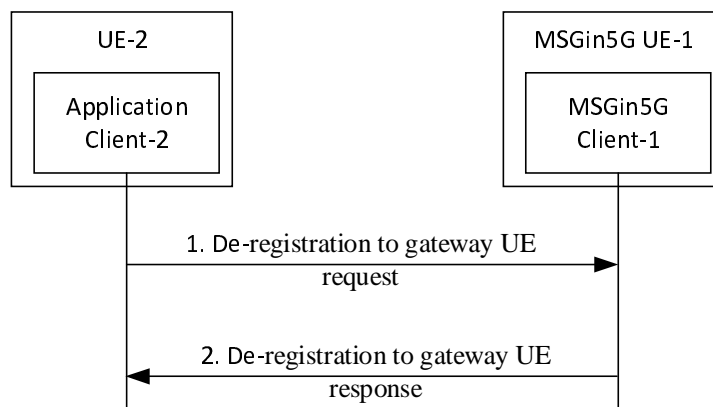 UE-2
MSGin5G UE-1
Application
Client-2
MSGin5G
Client-1
1. De-registration to gateway UE
request
2. De-registration to gateway UE
response